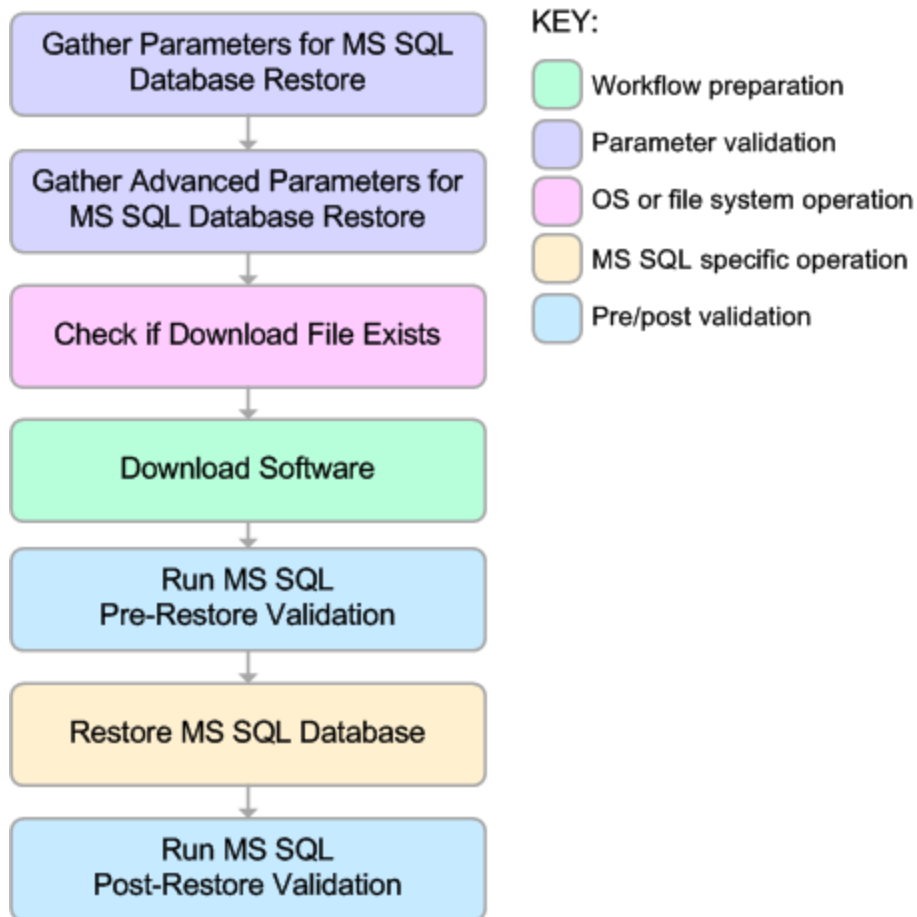 Gather Parameters for MS SQL
Database Restore
Gather Advanced Parameters for
MS SQL Database Restore
Check if Download File Exists
Download Software
Run MS SQL
Pre-Restore Validation
Restore MS SQL Database
Run MS SQL
Post-Restore Validation
KEY:
Workflow preparation
Parameter validation
OS or file system operation
MS SQL specific operation
Pre/post validation